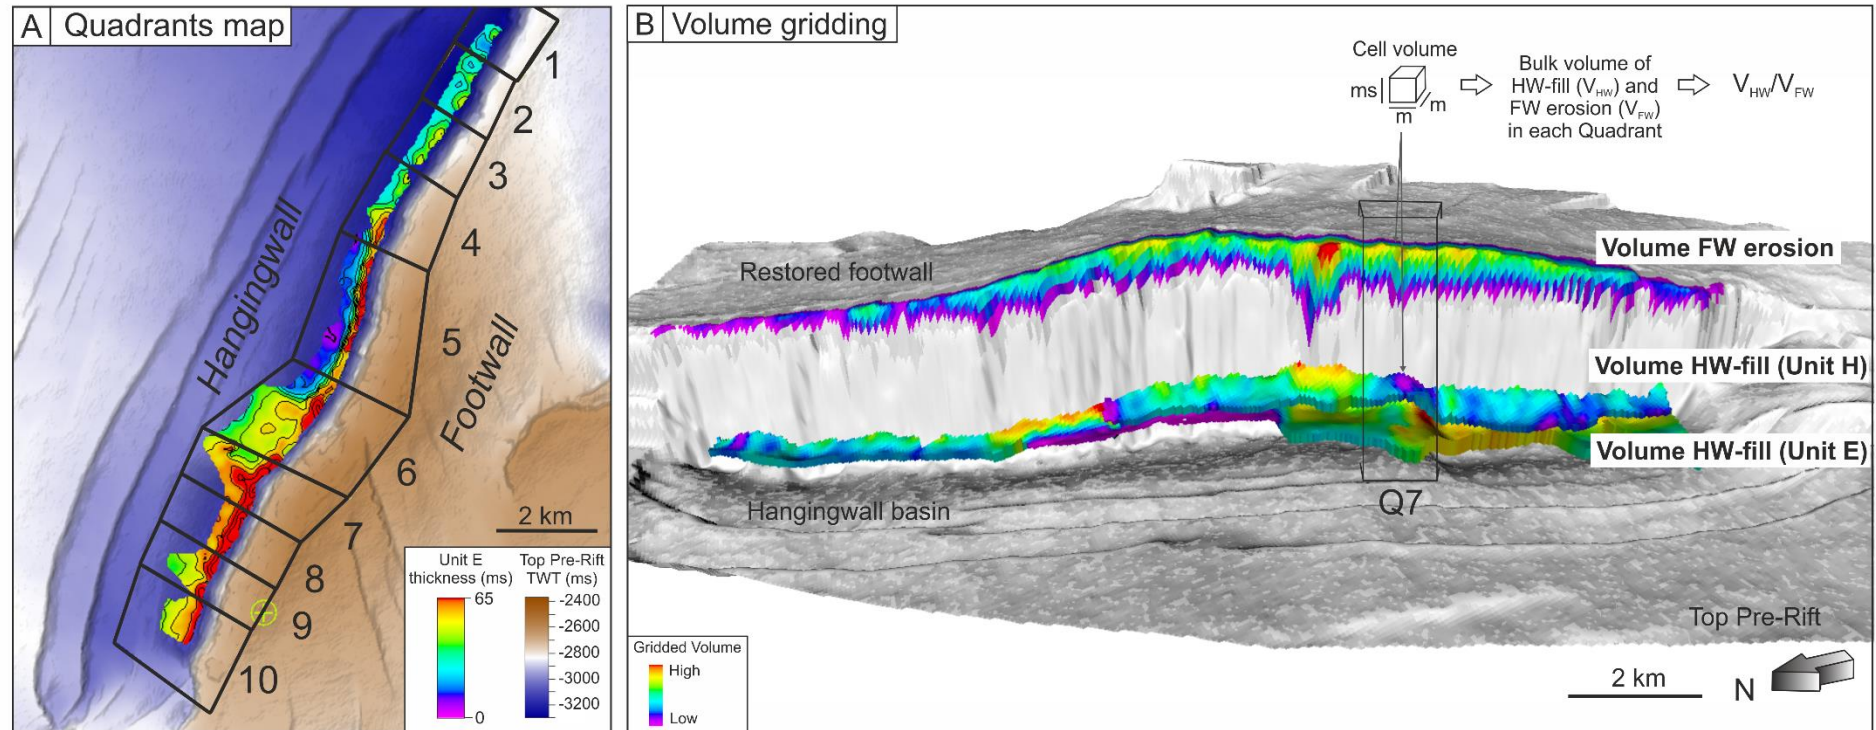 A Quadrants map
1
2
3
4
5
6
7
8
9
10
Hangingwall
Footwall
2 km
Unit E
thickness (ms)
65
0
Top Pre-Rift
TWT (ms)
-2400
-2600
-2800
-3000
-3200
B Volume gridding
Cell volume
ms
m
m
Bulk volume of
HW-fill (VHW) and
FW erosion (VFW)
in each Quadrant
VHW/VFW
Restored footwall
Volume FW erosion
Volume HW-fill (Unit H)
Volume HW-fill (Unit E)
Q7
Hangingwall basin
Top Pre-Rift
Gridded Volume
High
Low
2 km
N